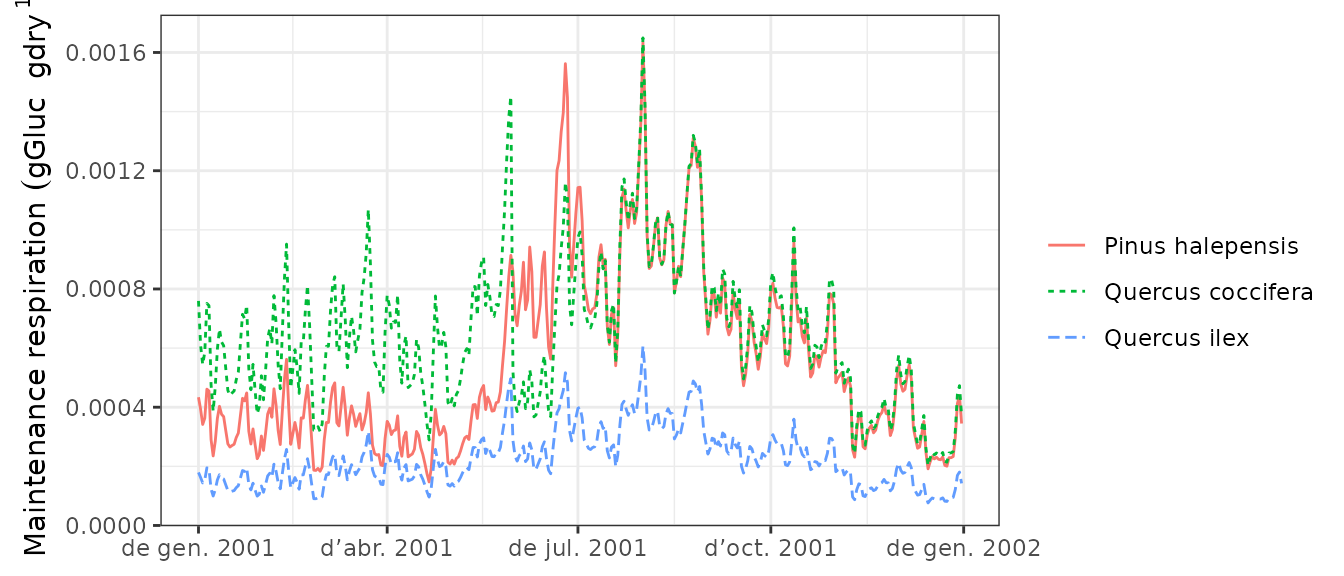 Maintenance respiration (gGluc gdry¹
0.0016
0.0012
0.0008
0.0004
0.0000
de gen. 2001
d’abr. 2001
de jul. 2001
d’oct. 2001
de gen. 2002
Pinus halepensis
Quercus coccifera
Quercus ilex